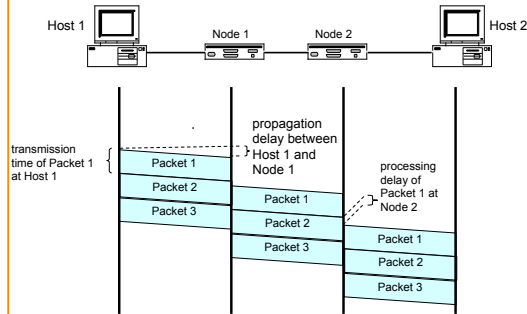 Host 1
Node 1
Node 2
Host 2
propagation
delay between
Host 1 and
Node 1
transmission
time of Packet 1
at Host 1
processing
delay of
Packet 1 at
Node 2
Packet 1
Packet 2
Packet 3
Packet 1
Packet 2
Packet 3
Packet 1
Packet 2
Packet 3